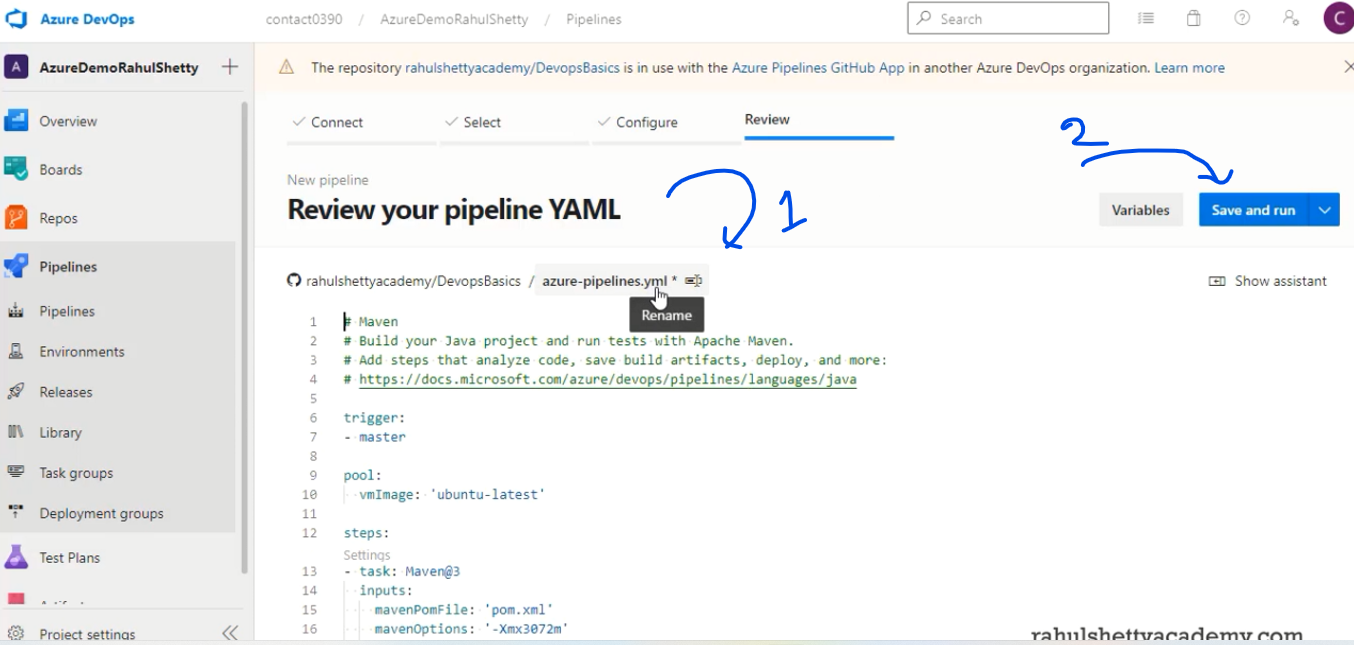 Azure DevOps
contact0390 / AzureDemoRahulShetty / Pipelines
Search
C
A AzureDemoRahulShetty
The repository rahulshettyacademy/DevopsBasics is in use with the Azure Pipelines GitHub App in another Azure DevOps organization. Learn more
Overview
Boards
Repos
Pipelines
Pipelines
Environments
Releases
Library
Task groups
Deployment groups
Test Plans
Project settings
Connect
Select
Configure
Review
New pipeline
Review your pipeline YAML
1
2
Variables
Save and run
rahulshettyacademy/DevopsBasics / azure-pipelines.yml *
Rename
Show assistant
1 # Maven
2 # Build your Java project and run tests with Apache Maven.
3 # Add steps that analyze code, save build artifacts, deploy, and more:
4 # https://docs.microsoft.com/azure/devops/pipelines/languages/java
5
6 trigger:
7 - master
8
9 pool:
10 vmImage: 'ubuntu-latest'
11
12 steps:
Settings
13 - task: Maven@3
14 inputs:
15 mavenPomFile: 'pom.xml'
16 mavenOptions: '-Xmx3072m'
rahulshettyacademy.com